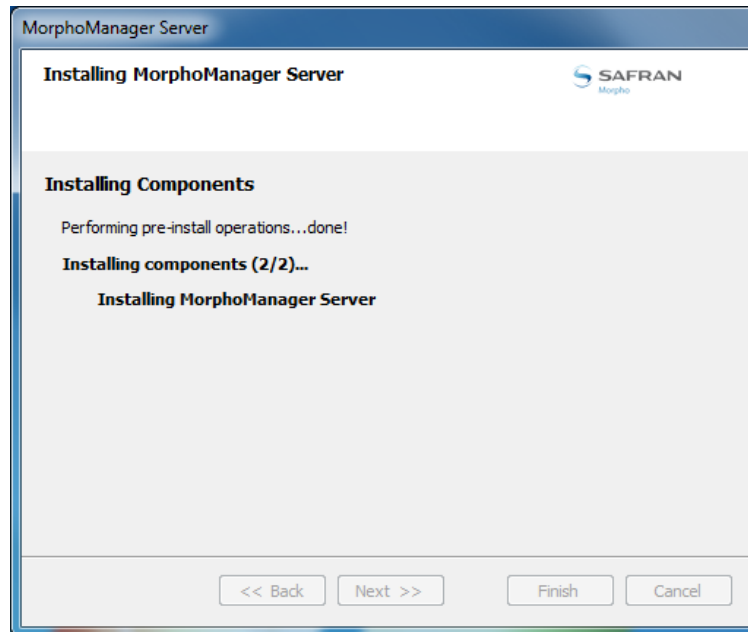 MorphoManager Server
Installing MorphoManager Server
SAFRAN
Morpho
Installing Components
Performing pre-install operations...done!
Installing components (2/2)...
Installing MorphoManager Server
<< Back
Next >>
Finish
Cancel